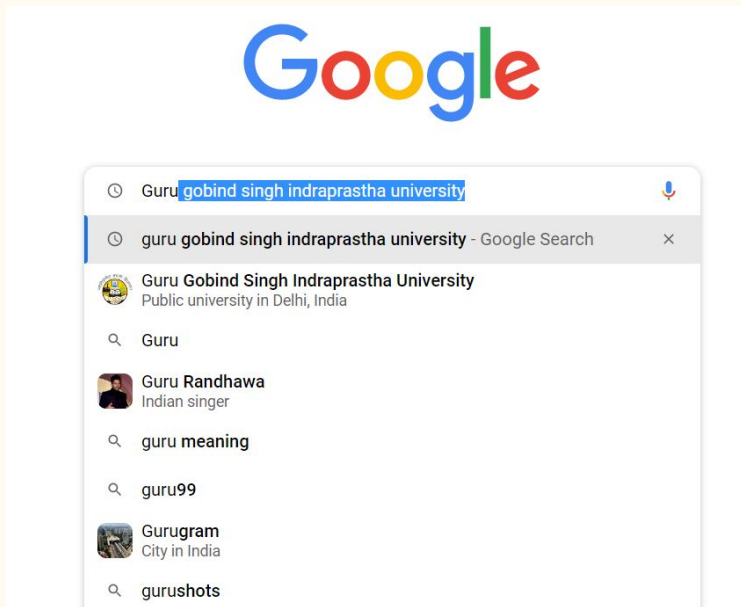 Google
Guru gobind singh indraprastha university
guru gobind singh indraprastha university - Google Search
Guru Gobind Singh Indraprastha University
Public university in Delhi, India
Guru
Guru Randhawa
Indian singer
guru meaning
guru99
Gurugram
City in India
gurushots